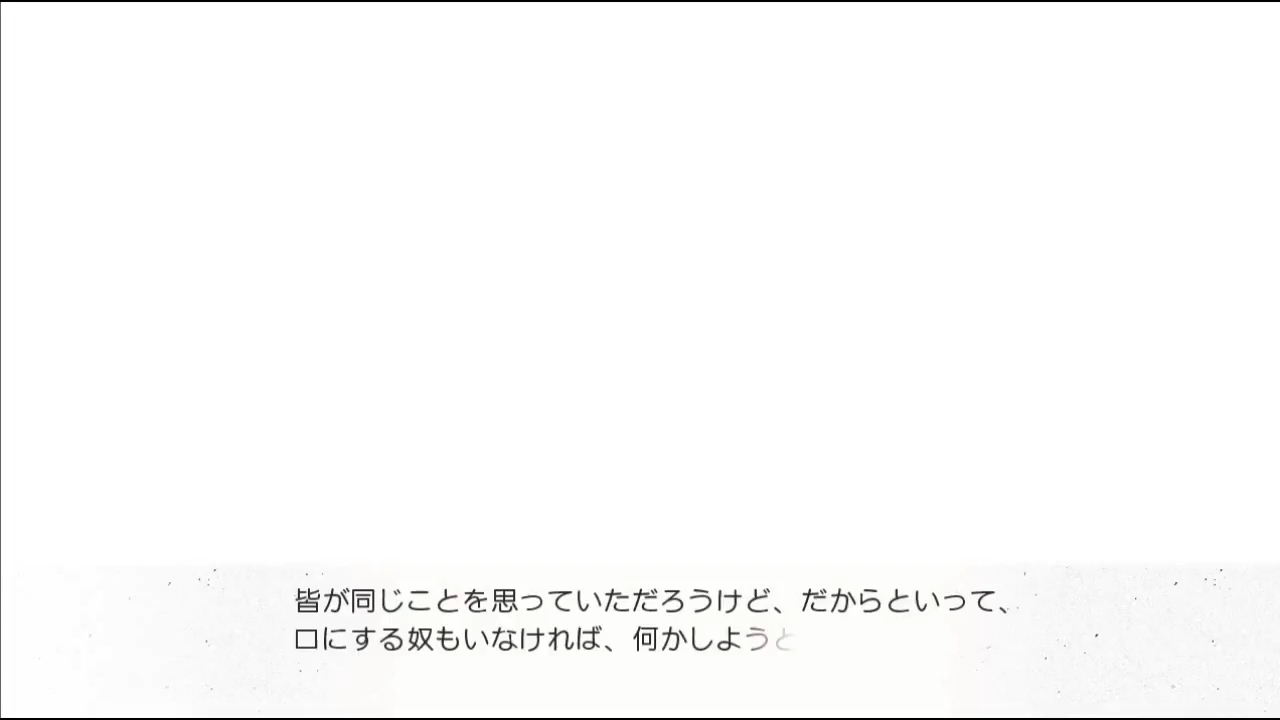 皆が同じことを思っていただろうけど、だからといって、
口にする奴もいなければ、何かしようと